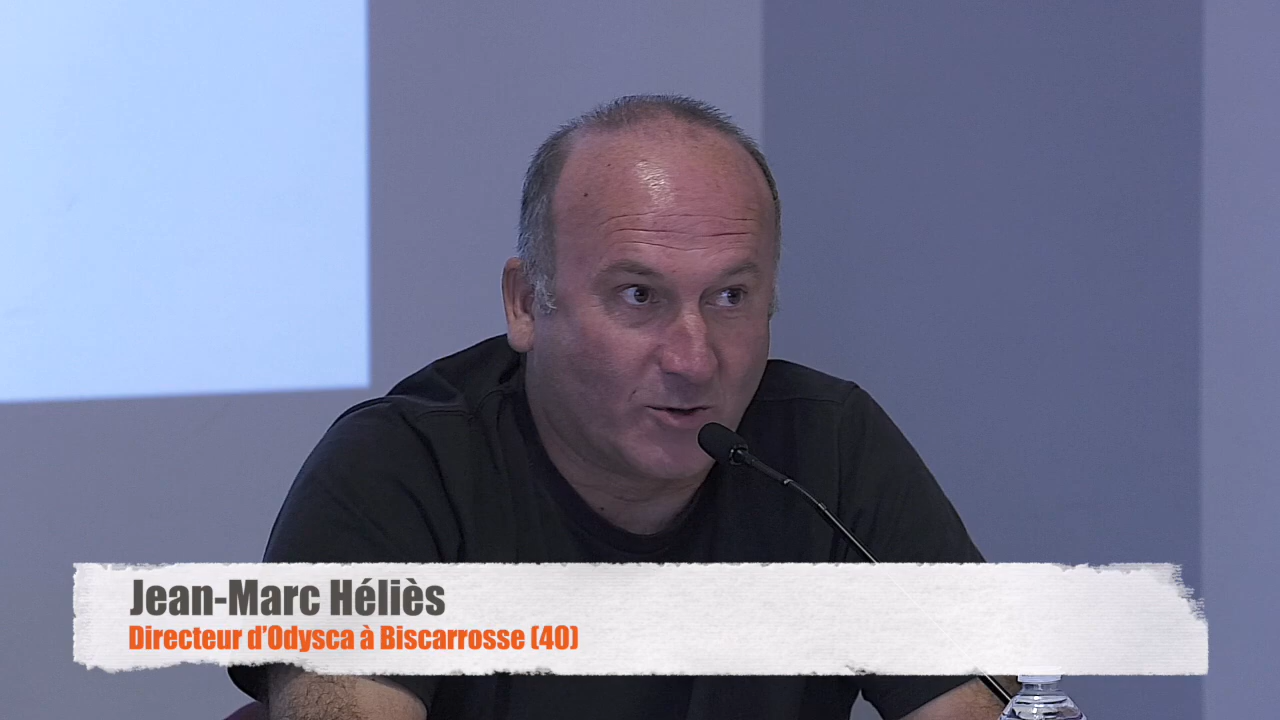 Jean-Marc Héliès
Directeur d'Odysca à Biscarrosse (40)